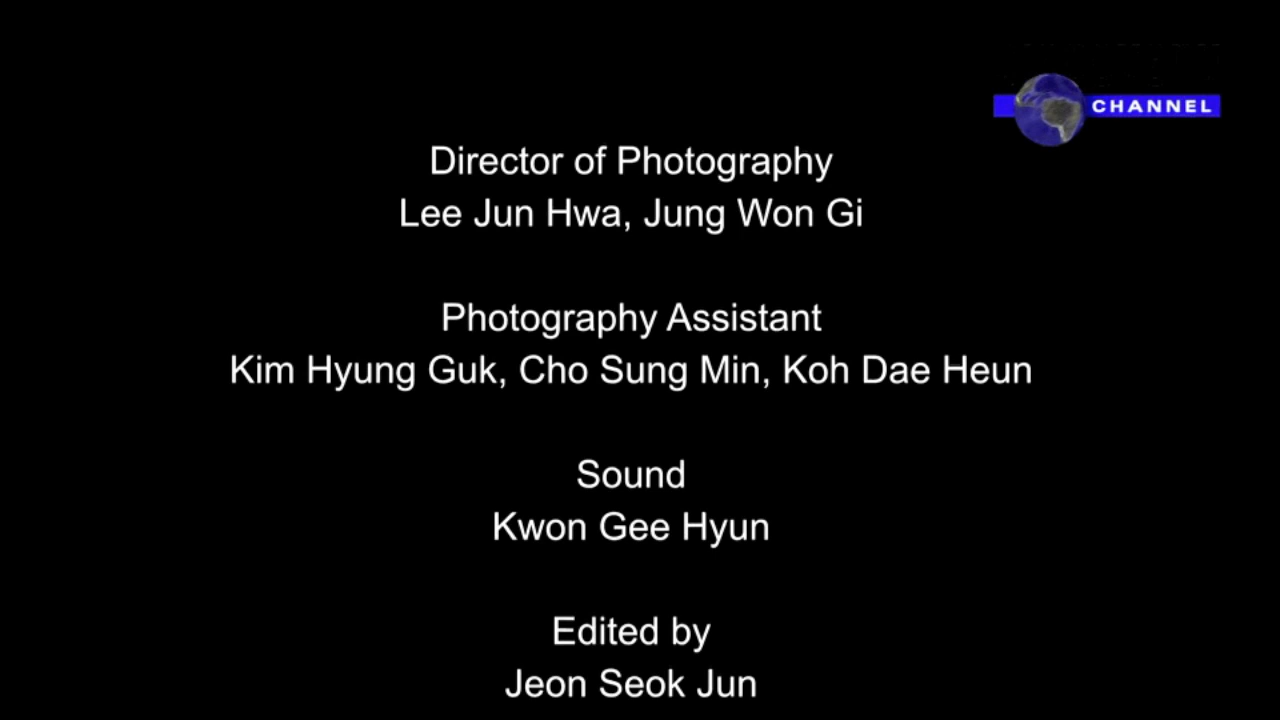 CHANNEL
Director of Photography
Lee Jun Hwa, Jung Won Gi
Photography Assistant
Kim Hyung Guk, Cho Sung Min, Koh Dae Heun
Sound
Kwon Gee Hyun
Edited by
Jeon Seok Jun